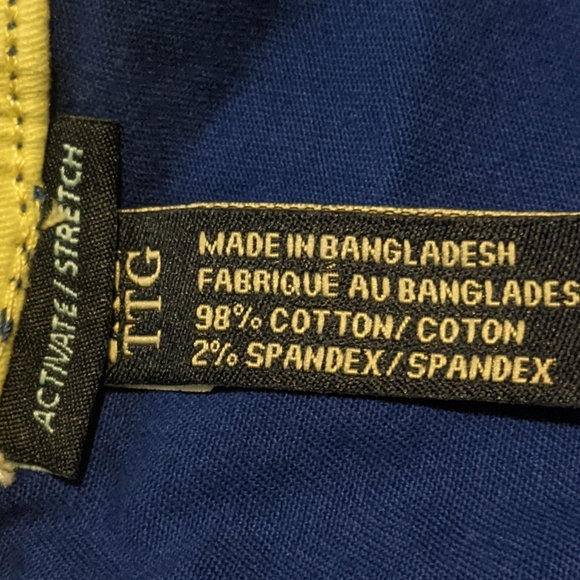 ACTIVATE / STRETCH
TTG
MADE IN BANGLADESH
FABRIQUÉ AU BANGLADES
98% COTTON / COTON
2% SPANDEX / SPANDEX